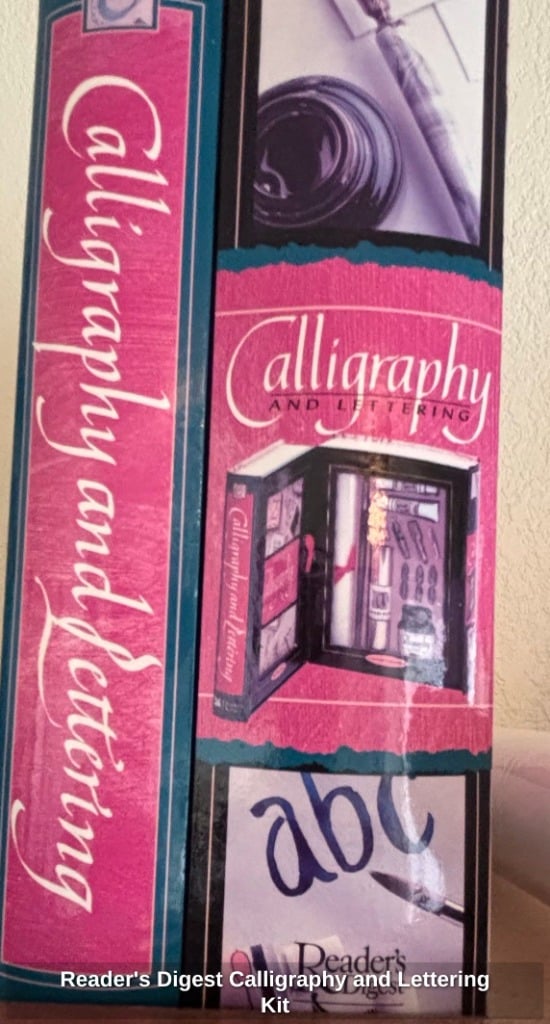 Calligraphy and Lettering
Calligraphy
AND LETTERING
Calligraphy and Lettering
abc
Reader's
Digest
Reader's Digest Calligraphy and Lettering
Kit